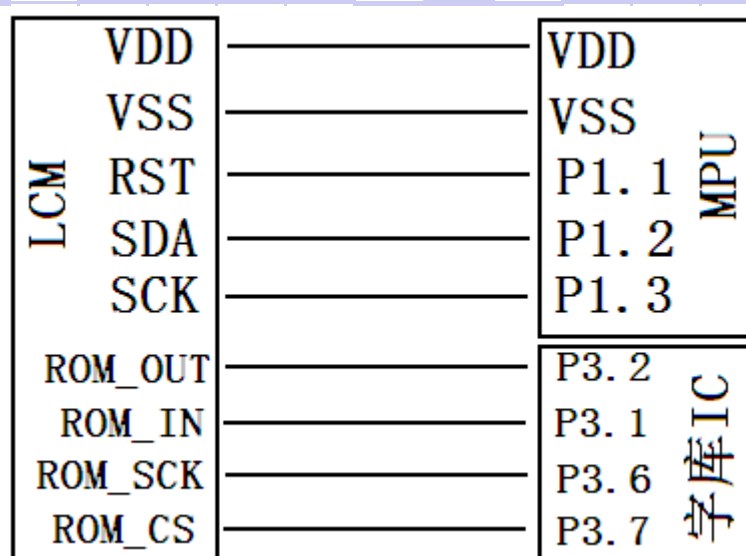 VDD VDD
VSS VSS
RST P1.1
SDA P1.2
SCK P1.3
LCM
MPU
ROM_OUT P3.2
ROM_IN P3.1
ROM_SCK P3.6
ROM_CS P3.7
字库IC